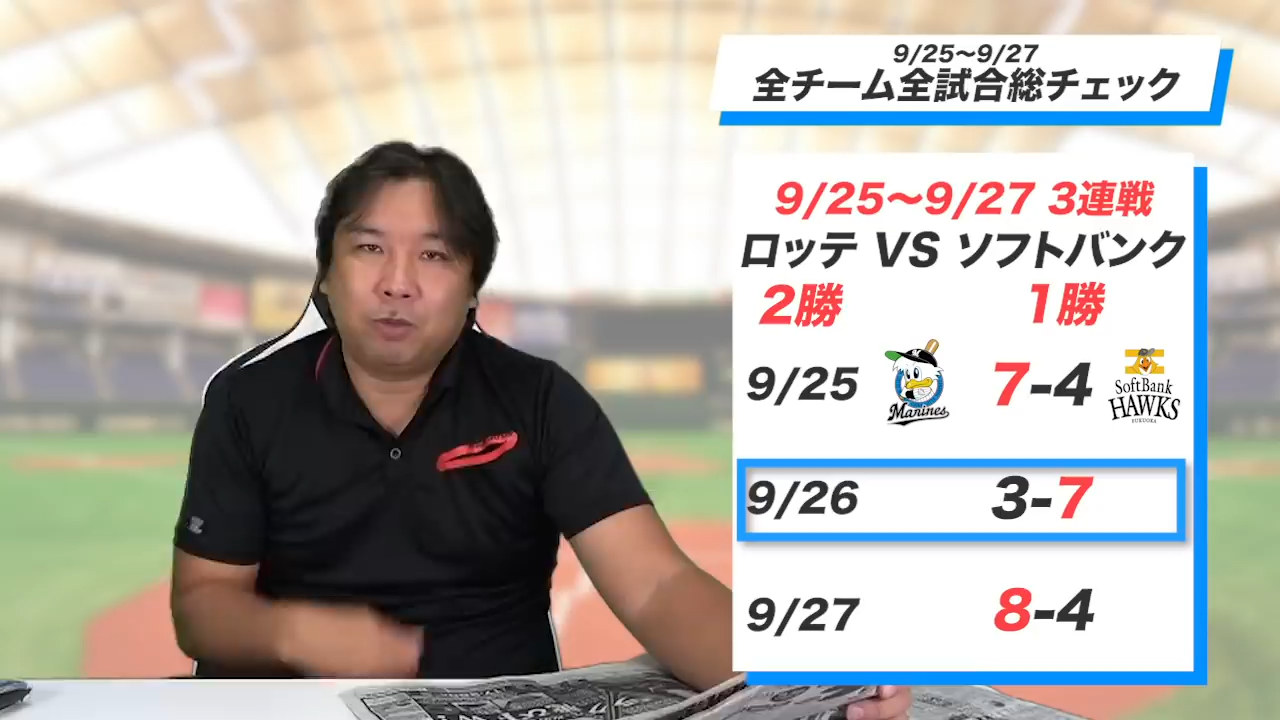 9/25〜9/27
全チーム全試合総チェック
9/25〜9/27 3連戦
ロッテ VS ソフトバンク
2勝 1勝
9/25 Marines 7-4 SoftBank HAWKS FUKUOKA
9/26 3-7
9/27 8-4